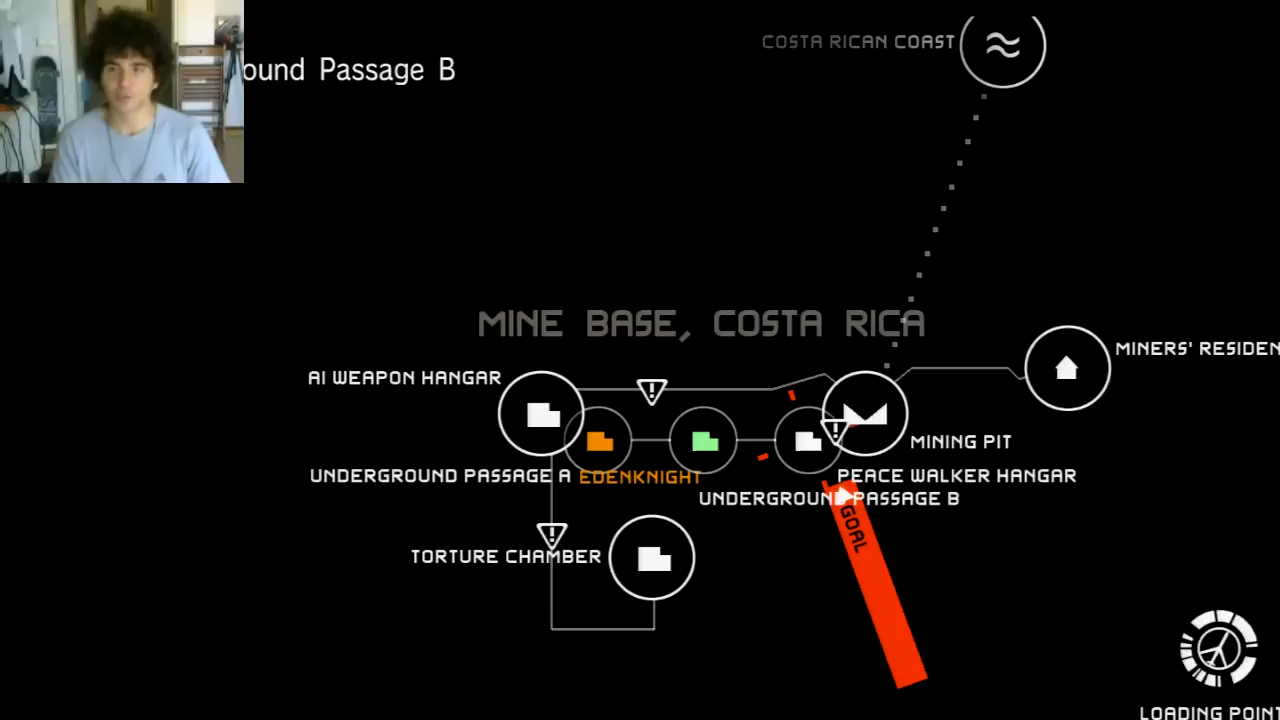 COSTA RICAN COAST
ound Passage B
MINE BASE, COSTA RICA
MINERS' RESIDEN
AI WEAPON HANGAR
MINING PIT
UNDERGROUND PASSAGE A
EDENKNIGHT
PEACE WALKER HANGAR
UNDERGROUND PASSAGE B
GOAL
TORTURE CHAMBER
LOADING POINT